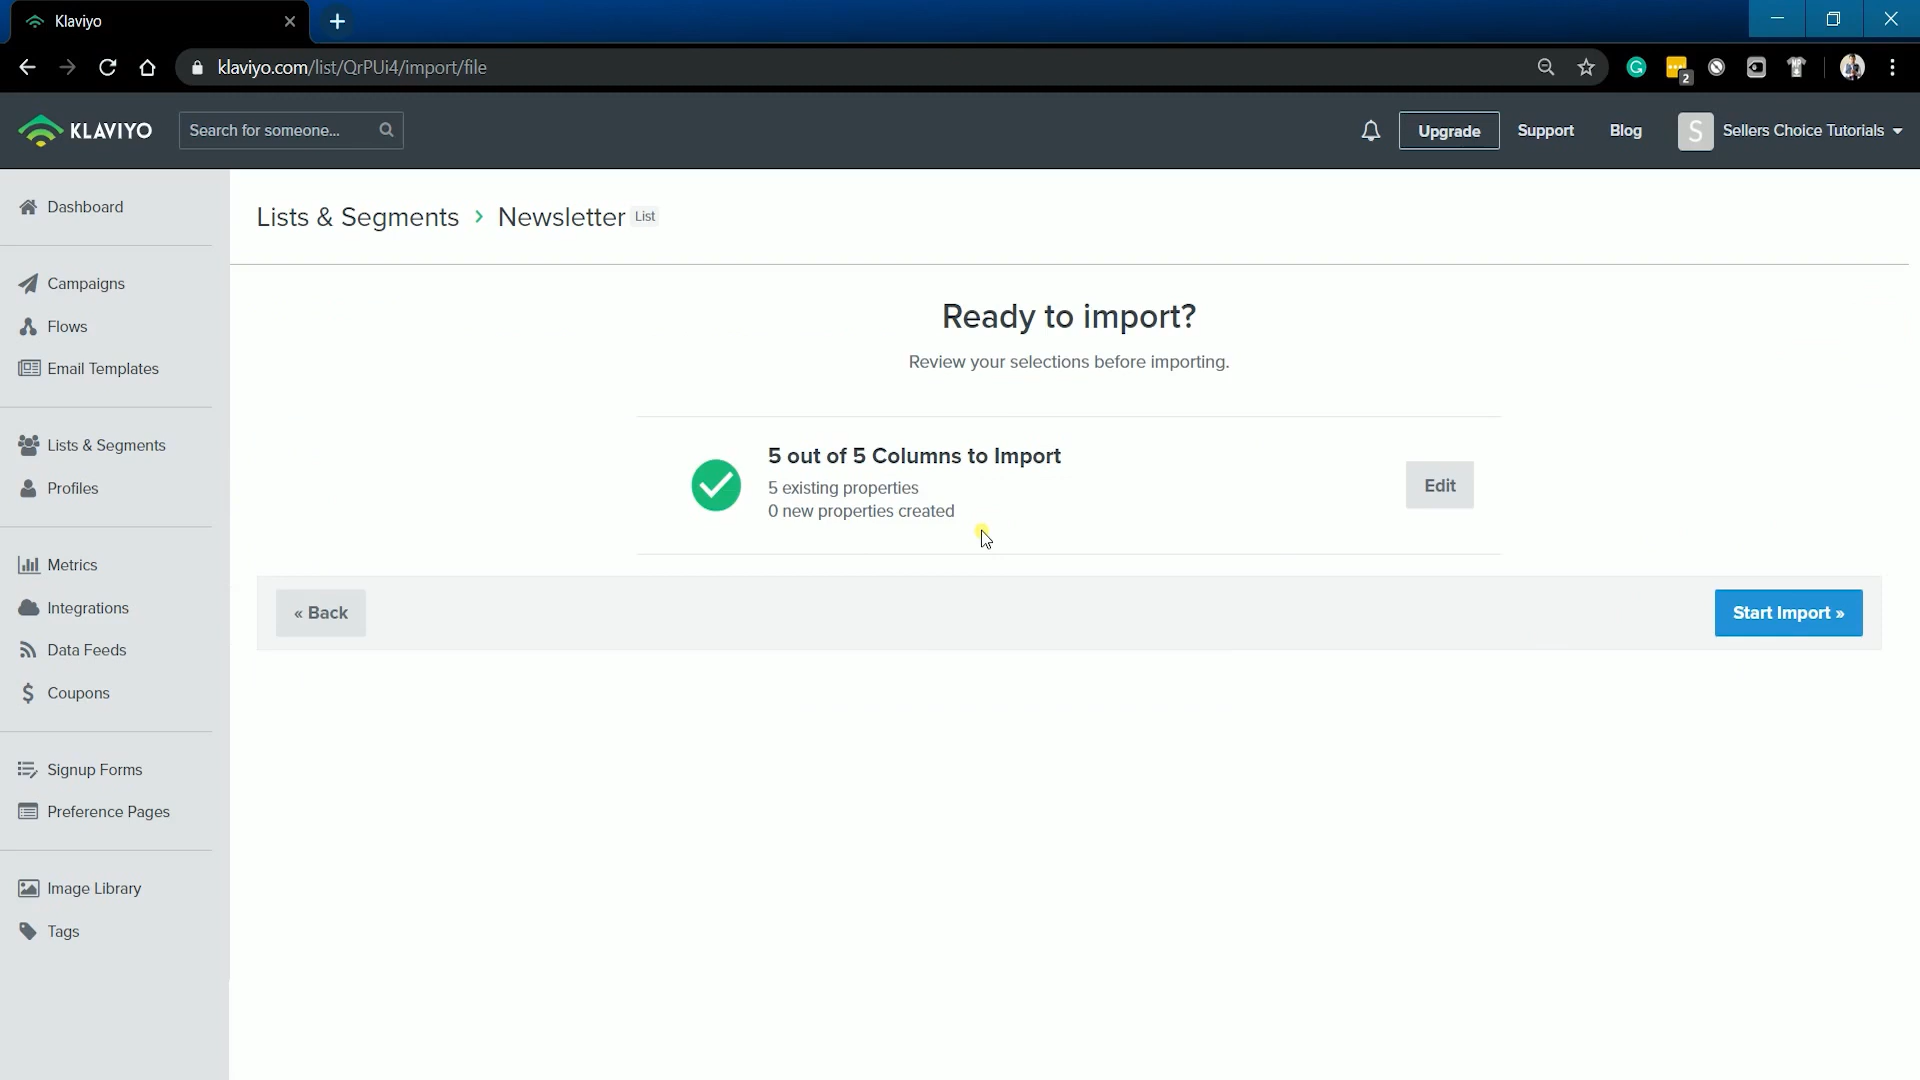 Klaviyo
klaviyo.com/list/QrPUi4/import/file
2
KLAVIYO
Search for someone...
Upgrade
Support
Blog
S
Sellers Choice Tutorials
Dashboard
Campaigns
Flows
Email Templates
Lists & Segments
Profiles
Metrics
Integrations
Data Feeds
Coupons
Signup Forms
Preference Pages
Image Library
Tags
Lists & Segments › Newsletter List
Ready to import?
Review your selections before importing.
5 out of 5 Columns to Import
5 existing properties
0 new properties created
Edit
« Back
Start Import »